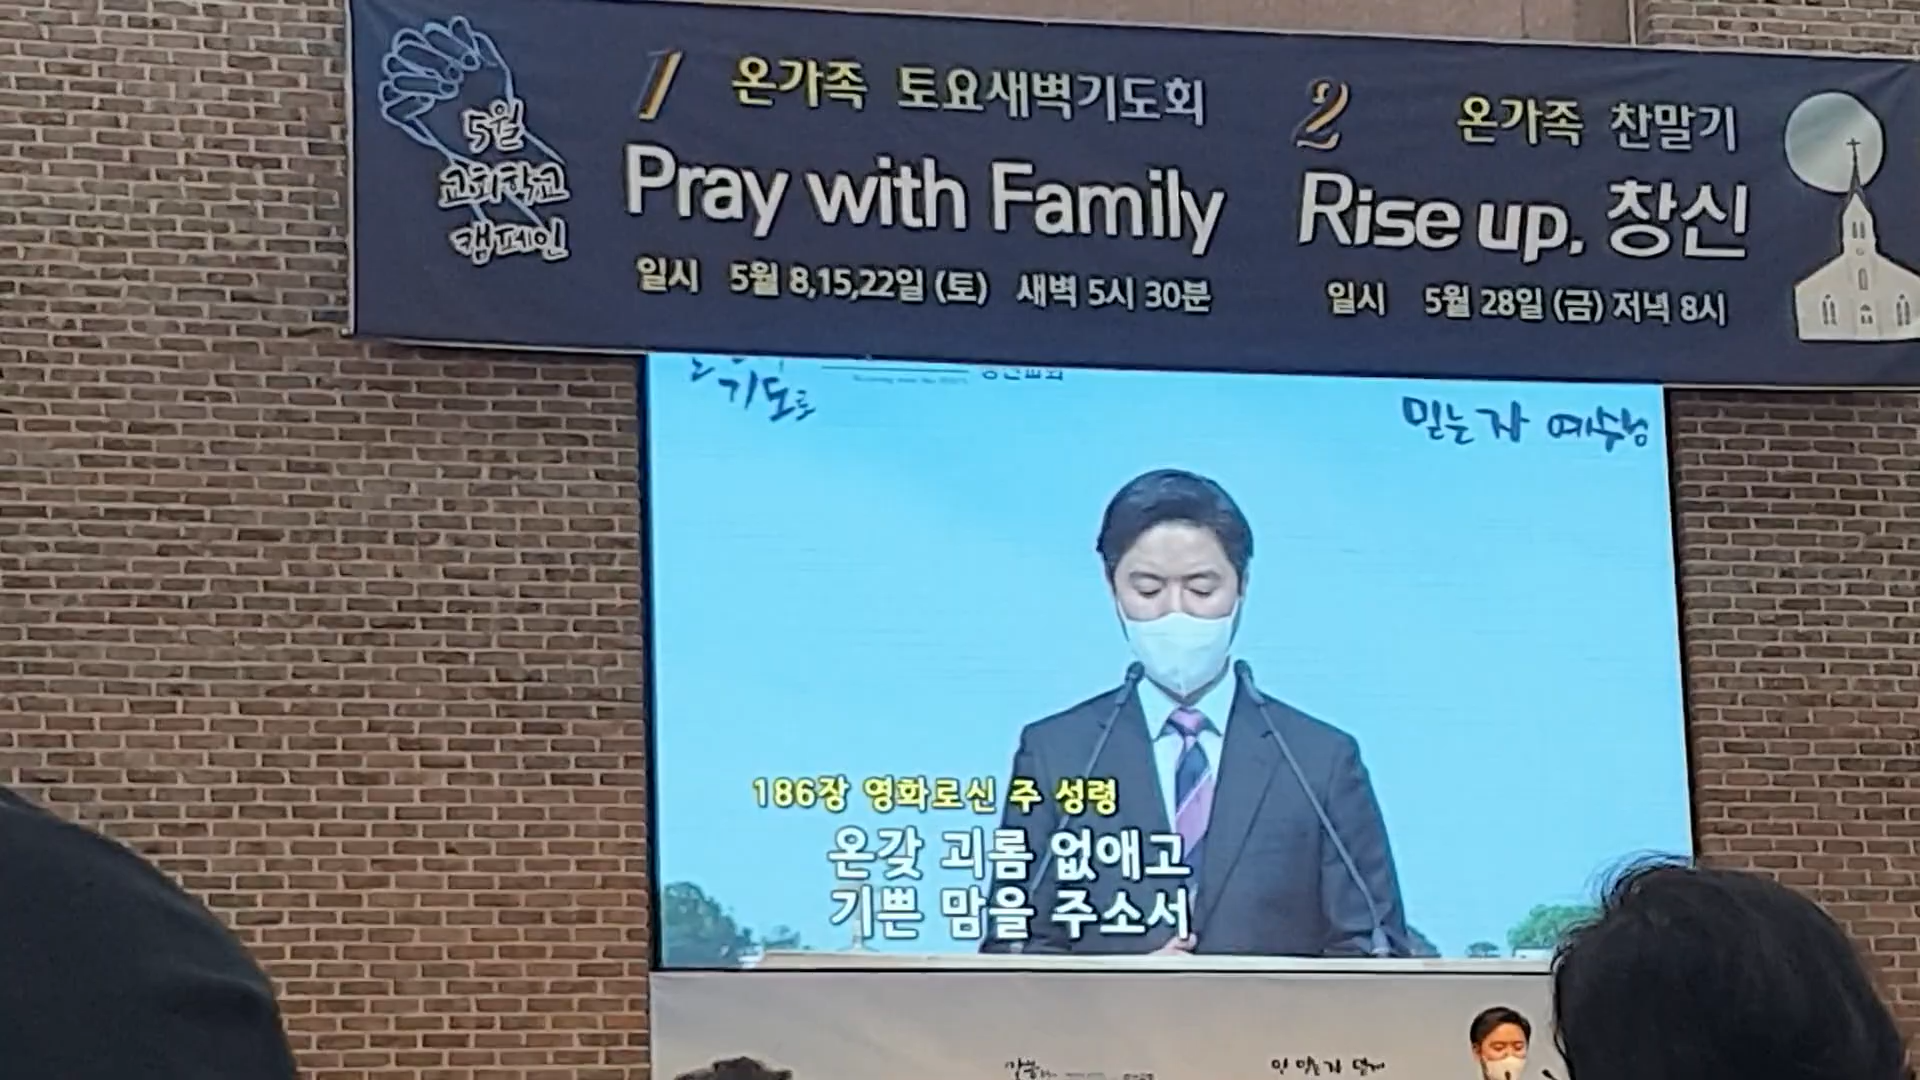 5월
교회학교
캠페인
1 온가족 토요새벽기도회
Pray with Family
일시 5월 8,15,22일 (토) 새벽 5시 30분
2 온가족 찬말기
Rise up, 창신
일시 5월 28일 (금) 저녁 8시
기도로
믿는 자 예수님
186장 영화로신 주 성령
온갖 괴롬 없애고
기쁜 맘을 주소서